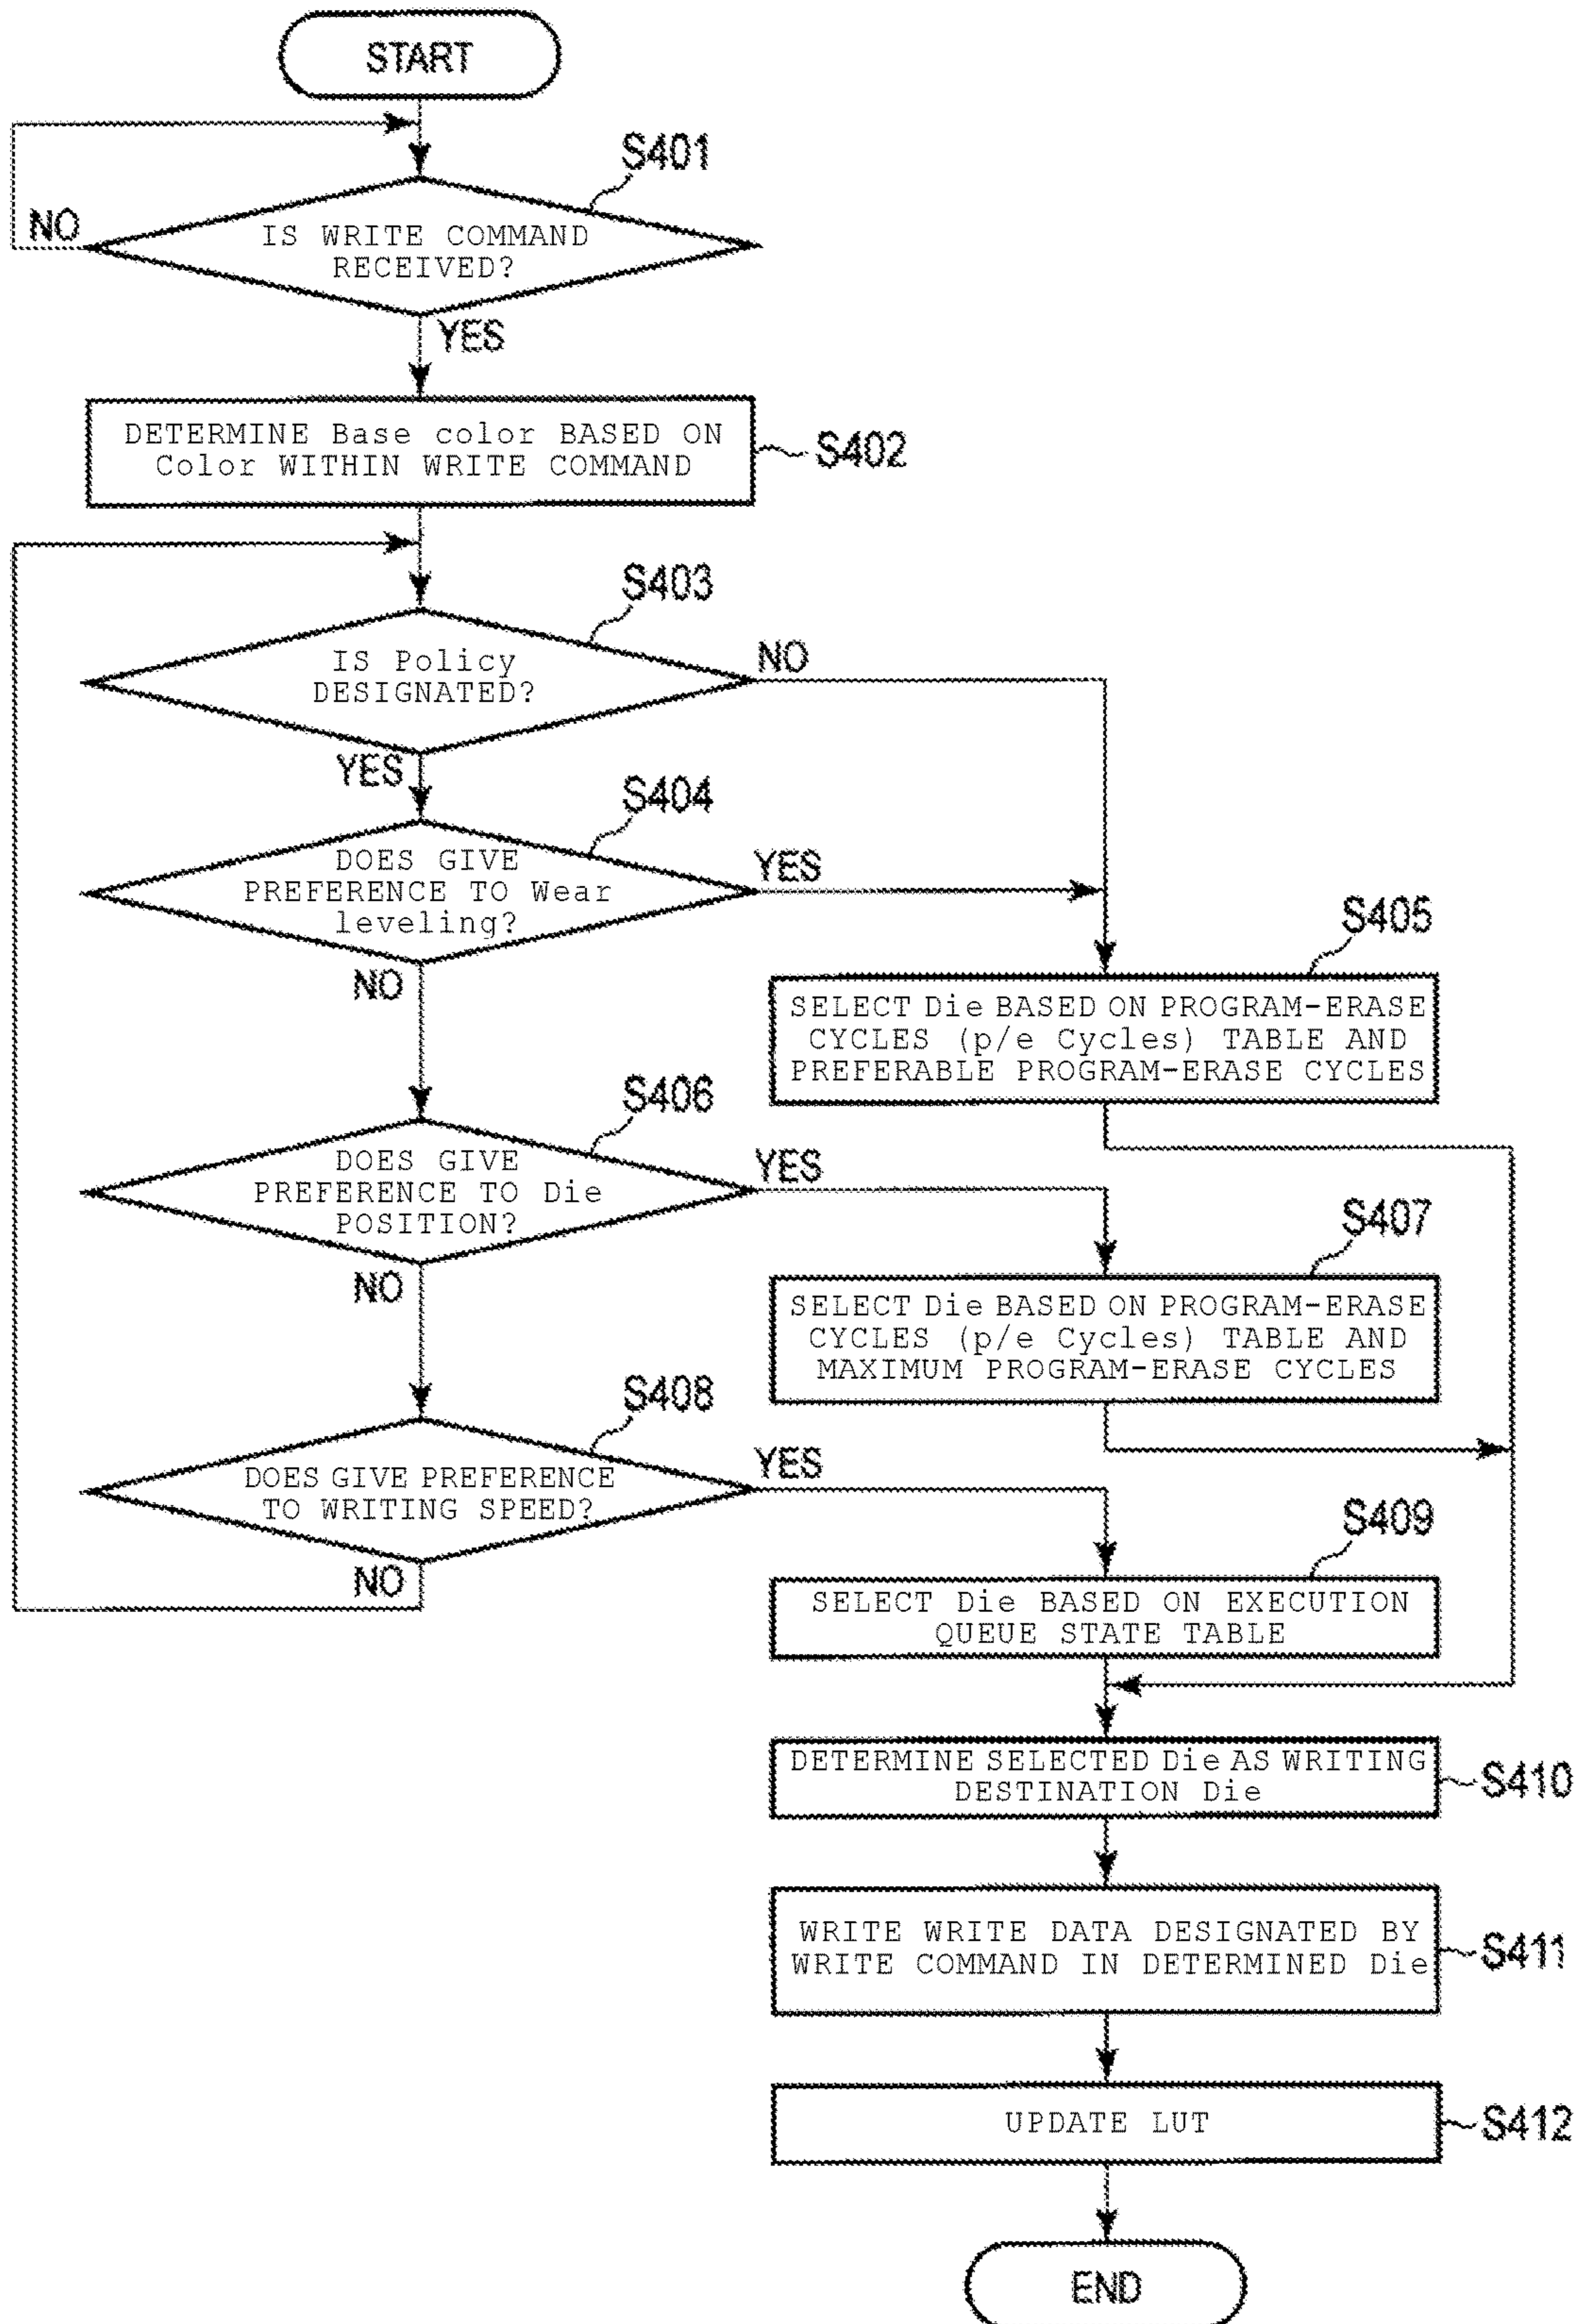 START
S401
NO
IS WRITE COMMAND
RECEIVED?
YES
DETERMINE Base color BASED ON
Color WITHIN WRITE COMMAND
S402
S403
IS Policy
DESIGNATED?
NO
YES
S404
DOES GIVE
PREFERENCE TO Wear
leveling?
YES
NO
S405
SELECT Die BASED ON PROGRAM-ERASE
CYCLES (p/e Cycles) TABLE AND
PREFERABLE PROGRAM-ERASE CYCLES
S406
DOES GIVE
PREFERENCE TO Die
POSITION?
YES
NO
S407
SELECT Die BASED ON PROGRAM-ERASE
CYCLES (p/e Cycles) TABLE AND
MAXIMUM PROGRAM-ERASE CYCLES
S408
DOES GIVE PREFERENCE
TO WRITING SPEED?
YES
NO
S409
SELECT Die BASED ON EXECUTION
QUEUE STATE TABLE
DETERMINE SELECTED Die AS WRITING
DESTINATION Die
S410
WRITE WRITE DATA DESIGNATED BY
WRITE COMMAND IN DETERMINED Die
S411
UPDATE LUT
S412
END